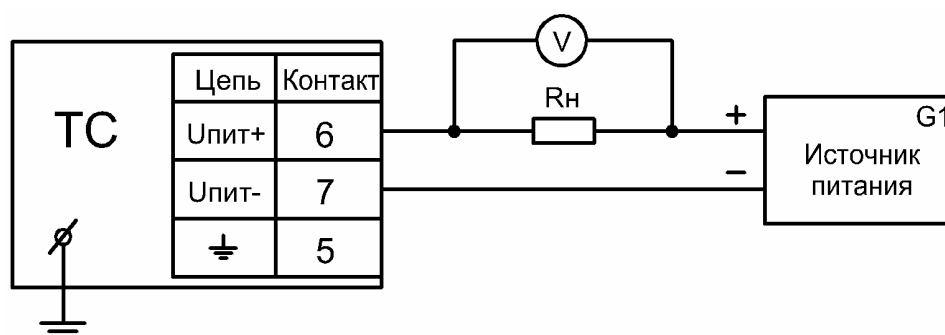 ТС
Цепь Контакт
Uпит+ 6
Uпит- 7
5
V
Rн
+
−
G1
Источник
питания